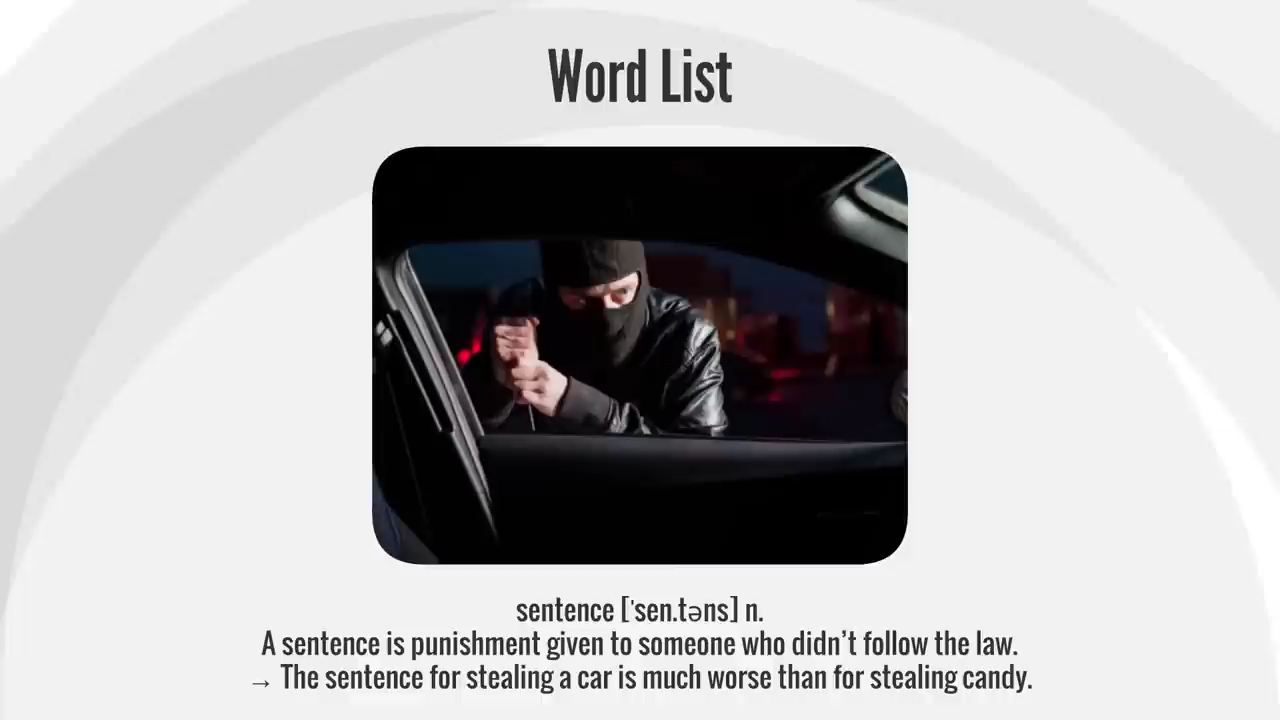 Word List
sentence [ˈsen.təns] n.
A sentence is punishment given to someone who didn’t follow the law.
→ The sentence for stealing a car is much worse than for stealing candy.